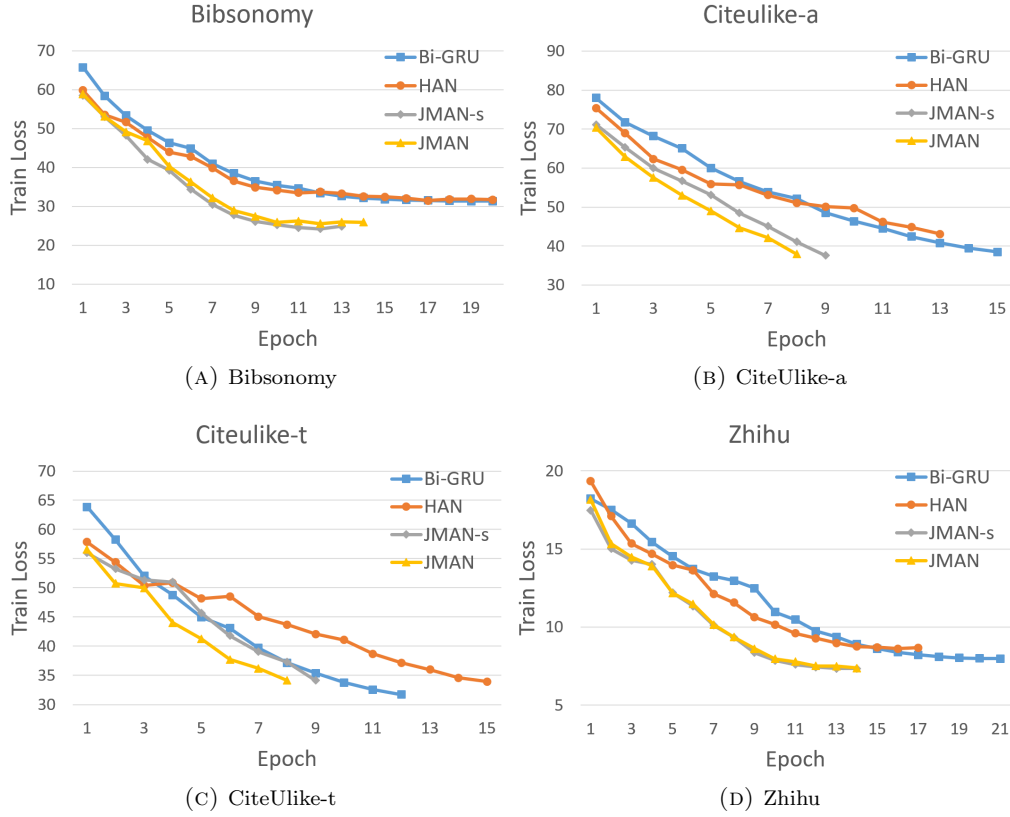 Bibsonomy
70
60
50
40
30
20
10
Train Loss
1 3 5 7 9 11 13 15 17 19
Epoch
Bi-GRU
HAN
JMAN-s
JMAN
(A) Bibsonomy
Citeulike-a
90
80
70
60
50
40
30
Train Loss
1 3 5 7 9 11 13 15
Epoch
Bi-GRU
HAN
JMAN-s
JMAN
(B) CiteUlike-a
Citeulike-t
70
65
60
55
50
45
40
35
30
Train Loss
1 3 5 7 9 11 13 15
Epoch
Bi-GRU
HAN
JMAN-s
JMAN
(C) CiteUlike-t
Zhihu
20
15
10
5
Train Loss
1 3 5 7 9 11 13 15 17 19 21
Epoch
Bi-GRU
HAN
JMAN-s
JMAN
(D) Zhihu